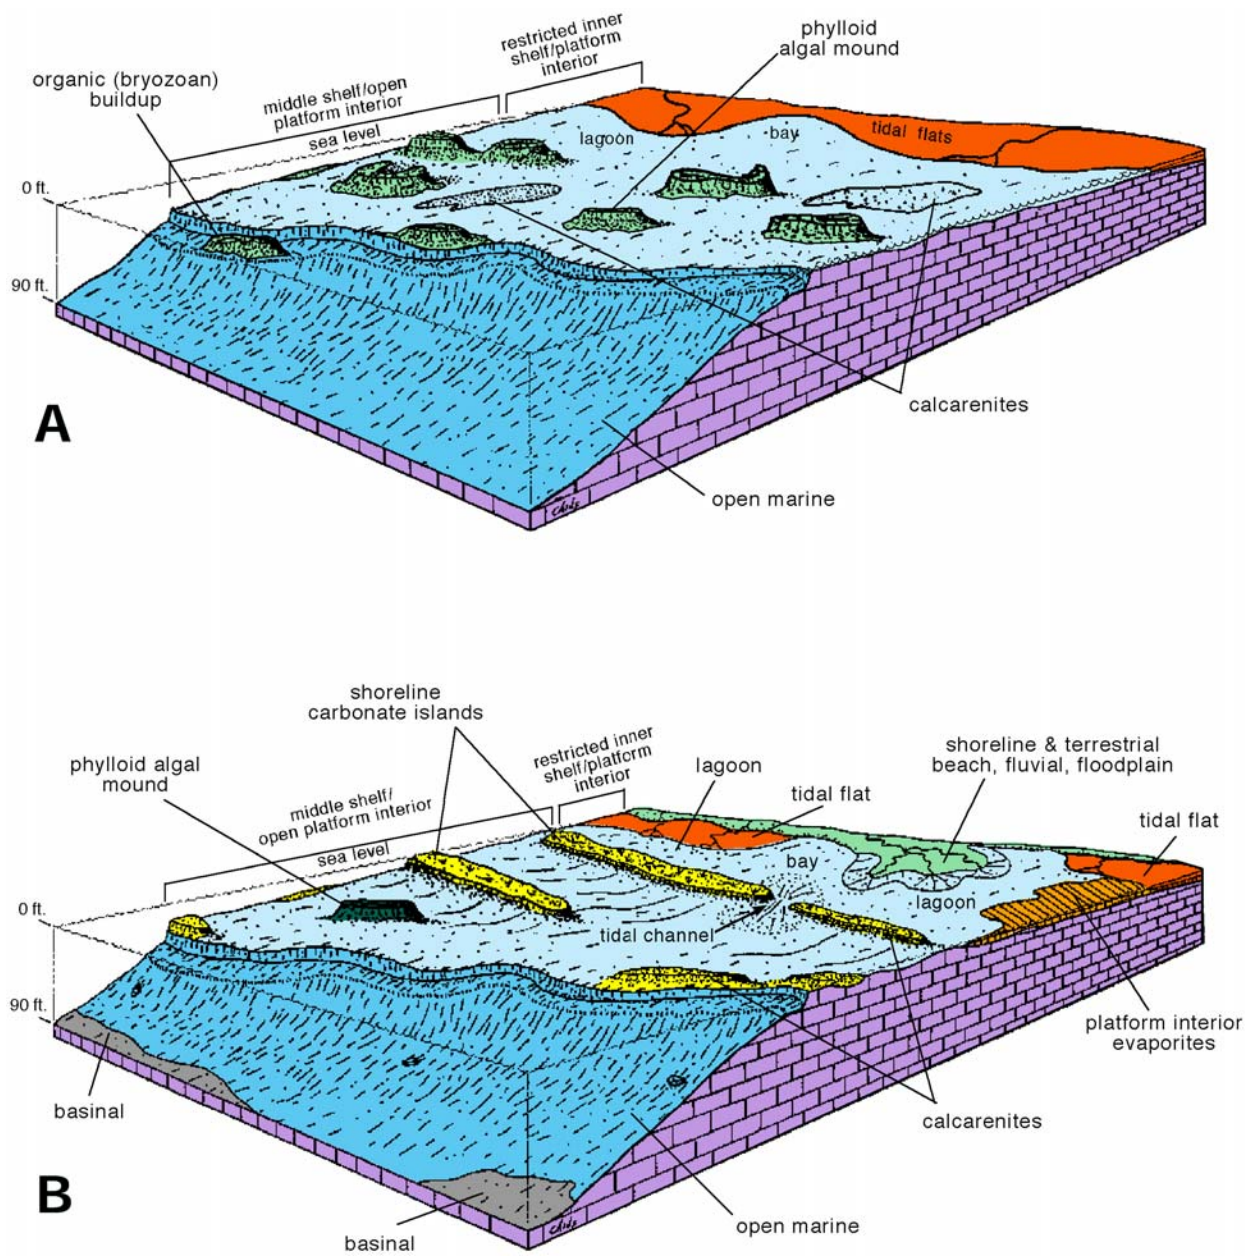 organic (bryozoan)
buildup
middle shelf/open
platform interior
sea level
restricted inner
shelf/platform
interior
phylloid
algal mound
lagoon
bay
tidal flats
0 ft.
90 ft.
A
calcarenites
open marine
shoreline
carbonate islands
phylloid algal
mound
middle shelf/
open platform interior
sea level
restricted inner
shelf/platform
interior
lagoon
tidal flat
shoreline & terrestrial
beach, fluvial, floodplain
tidal flat
bay
lagoon
tidal channel
0 ft.
90 ft.
basinal
platform interior
evaporites
calcarenites
B
open marine
basinal